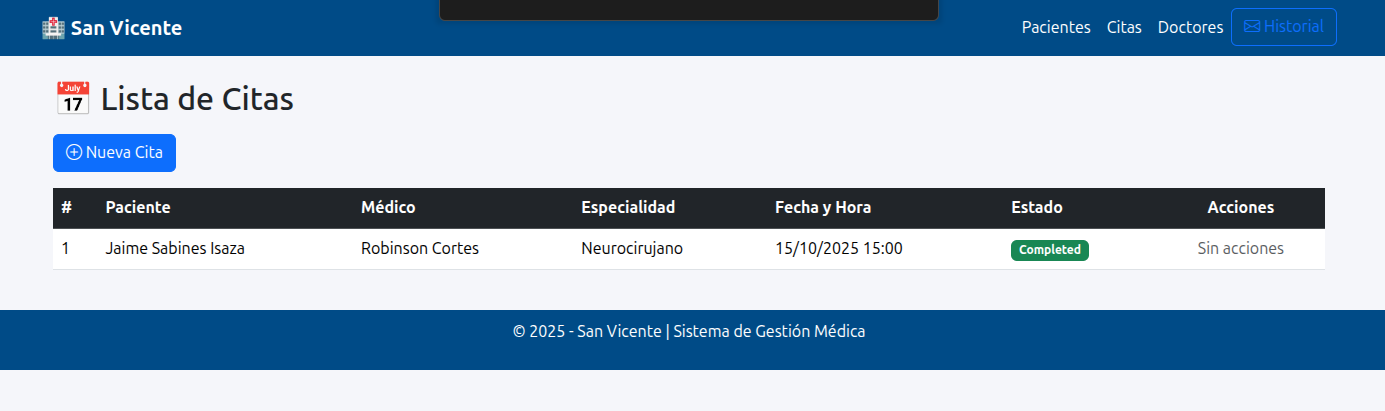 San Vicente Pacientes Citas Doctores Historial
July 17 Lista de Citas
Nueva Cita
# Paciente Médico Especialidad Fecha y Hora Estado Acciones
1 Jaime Sabines Isaza Robinson Cortes Neurocirujano 15/10/2025 15:00 Completed Sin acciones
© 2025 - San Vicente | Sistema de Gestión Médica